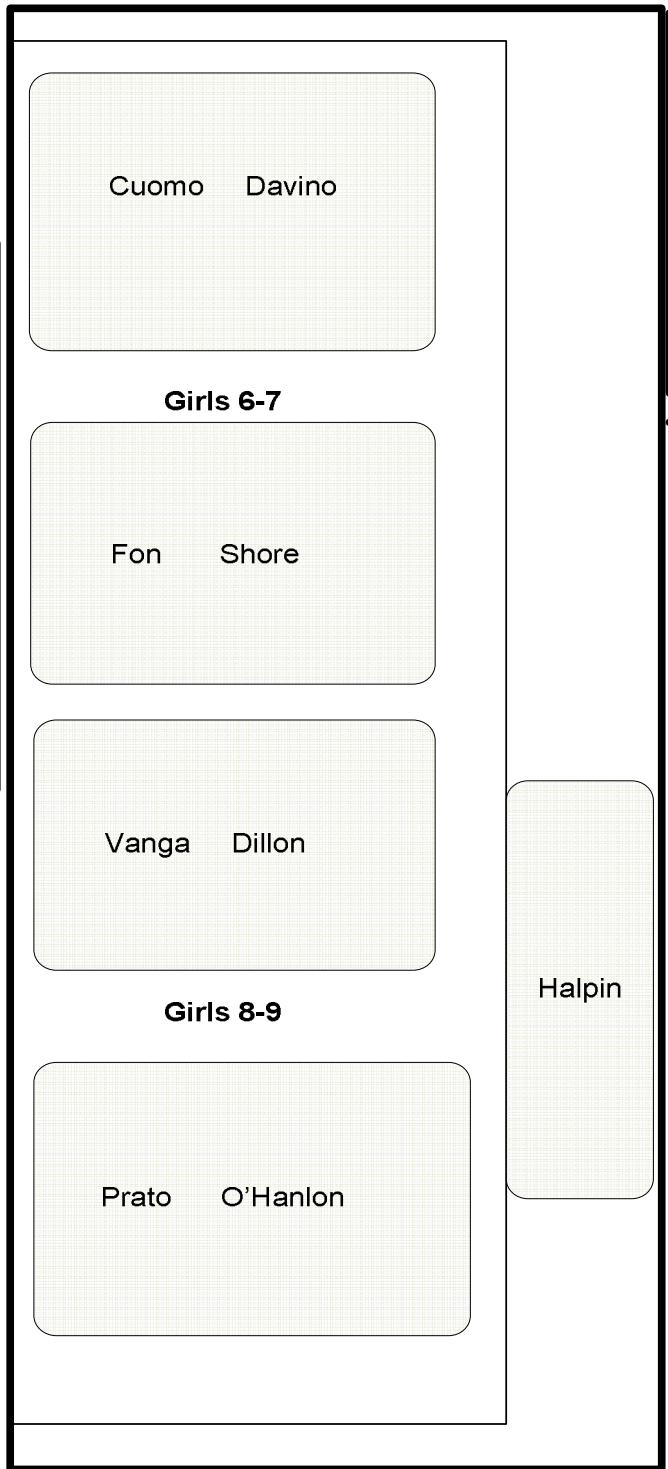 Cuomo Davino
Girls 6-7
Fon Shore
Vanga Dillon
Halpin
Girls 8-9
Prato O’Hanlon